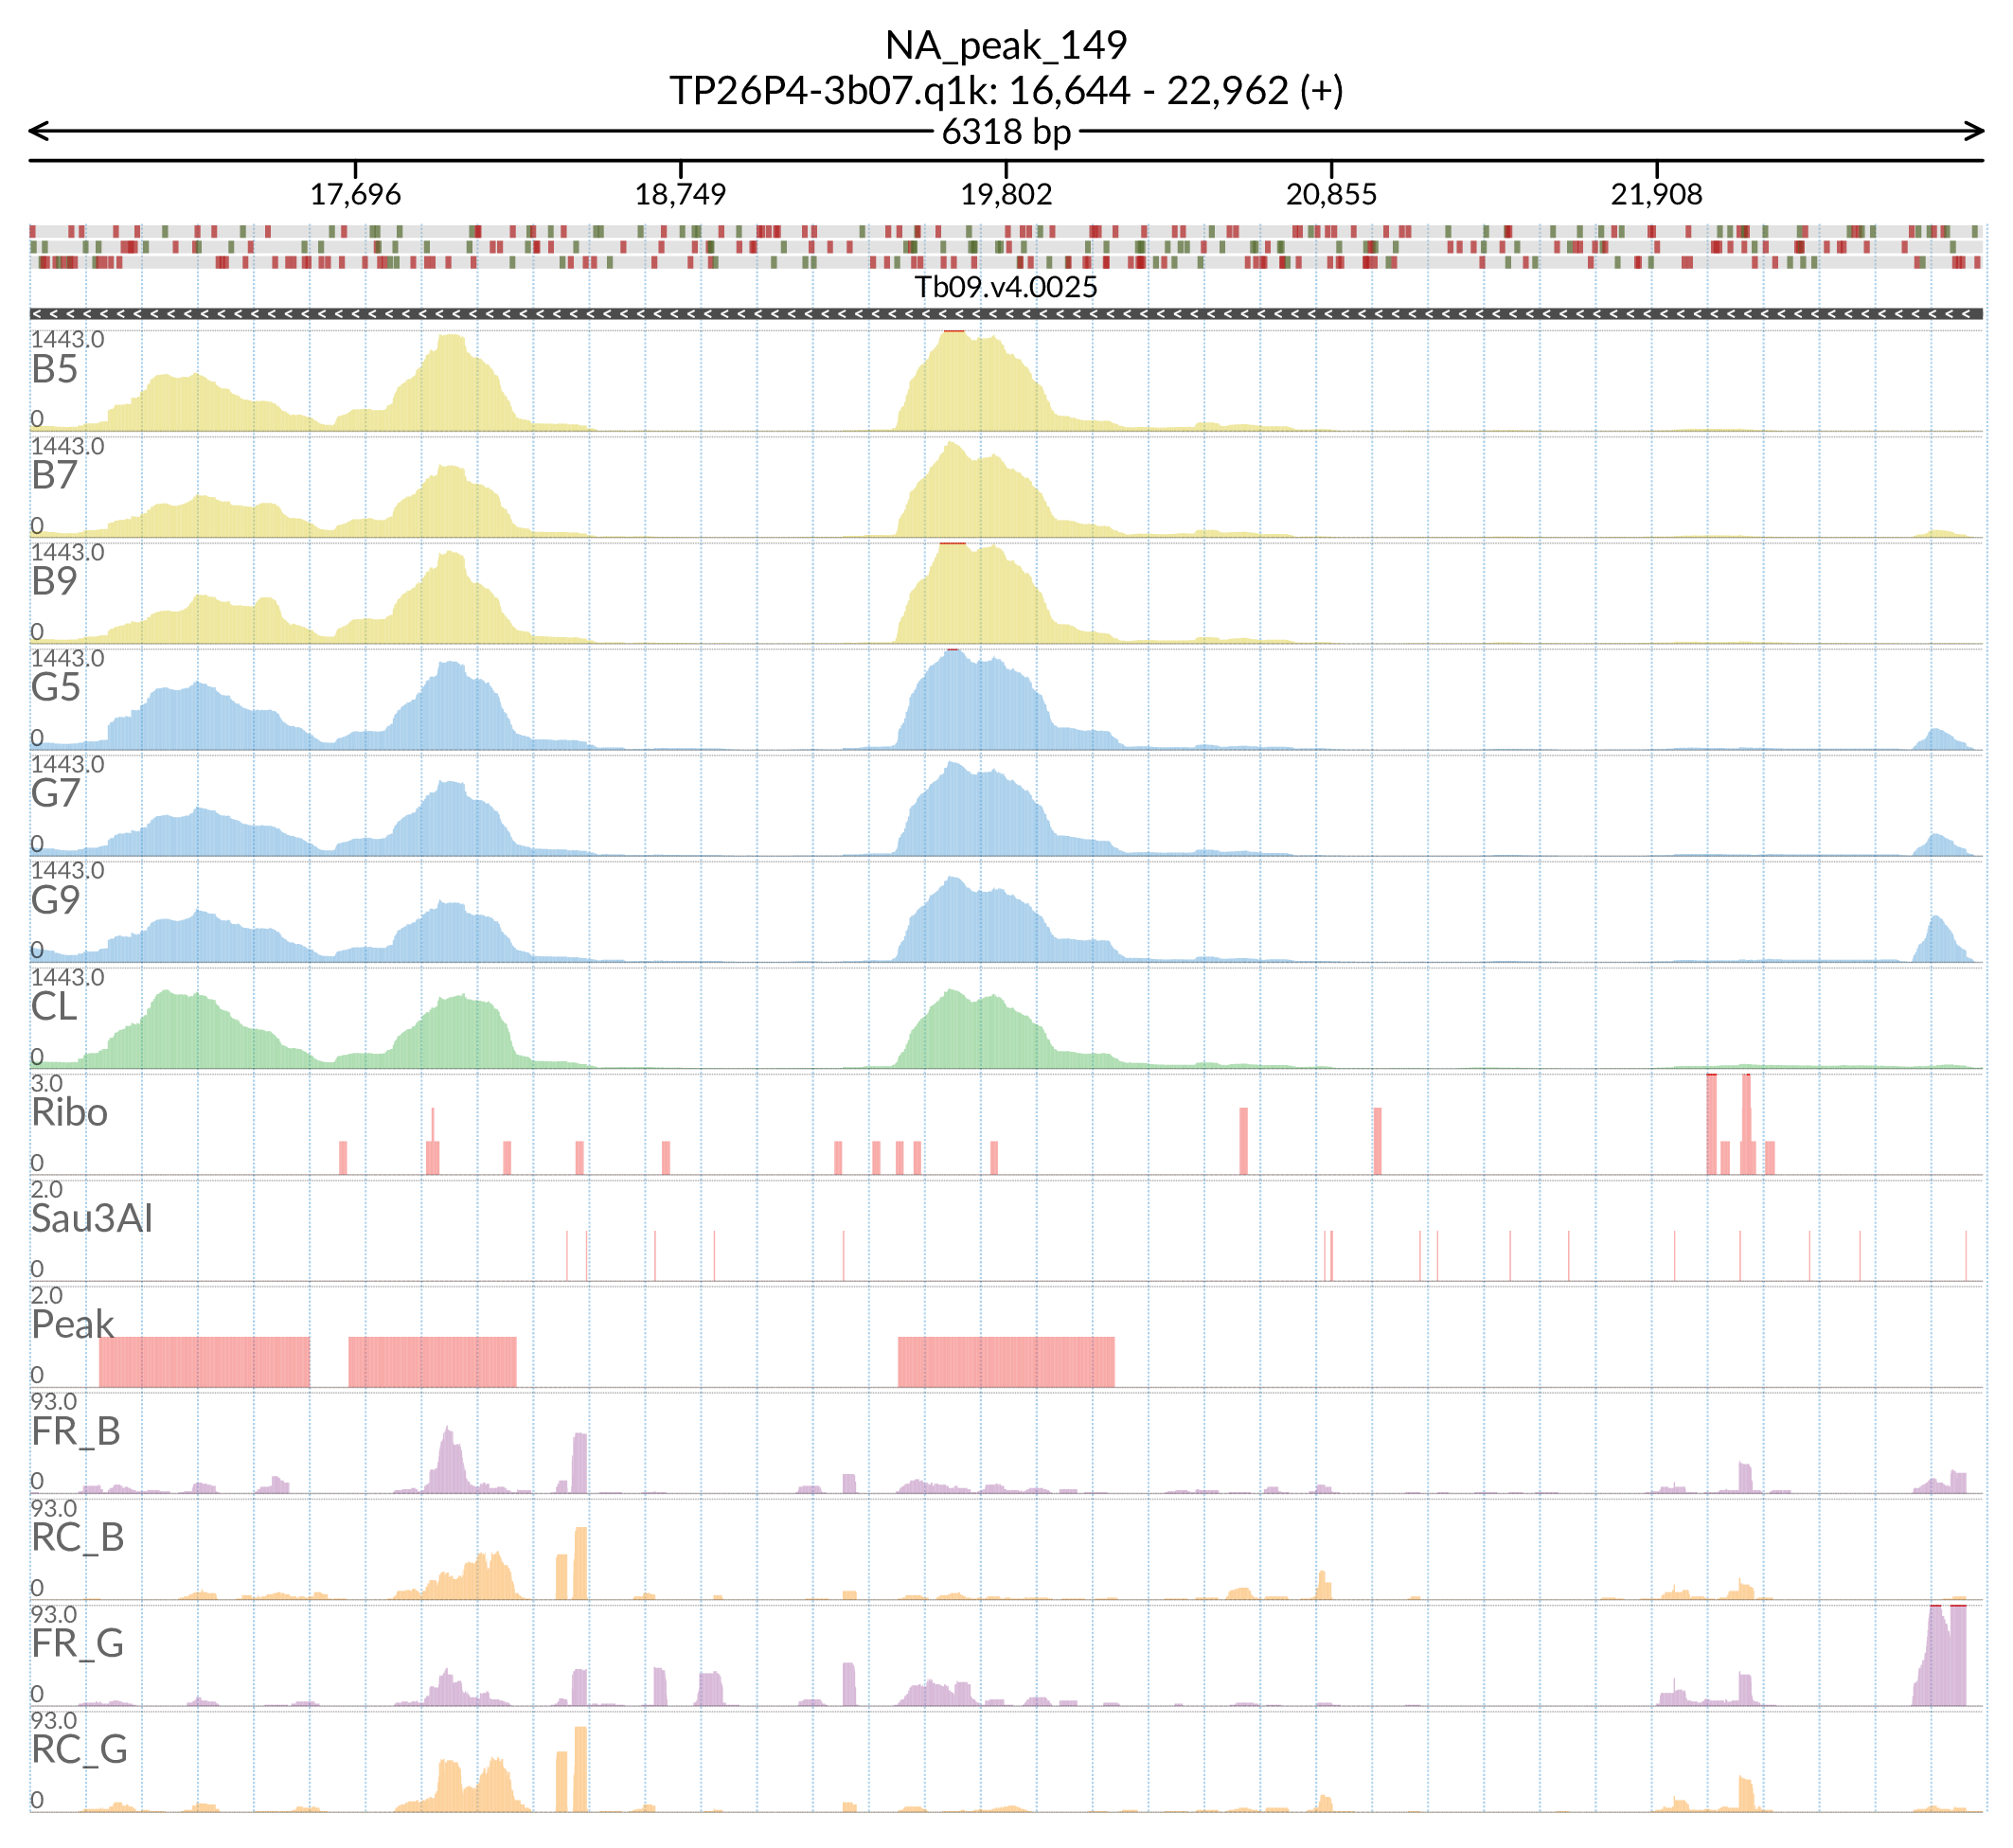 NA_peak_149
TP26P4-3b07.q1k: 16,644 - 22,962 (+)
6318 bp
17,696 18,749 19,802 20,855 21,908
Tb09.v4.0025
1443.0
B5
0
1443.0
B7
0
1443.0
B9
0
1443.0
G5
0
1443.0
G7
0
1443.0
G9
0
1443.0
CL
0
3.0
Ribo
0
2.0
Sau3AI
0
2.0
Peak
0
93.0
FR_B
0
93.0
RC_B
0
93.0
FR_G
0
93.0
RC_G
0